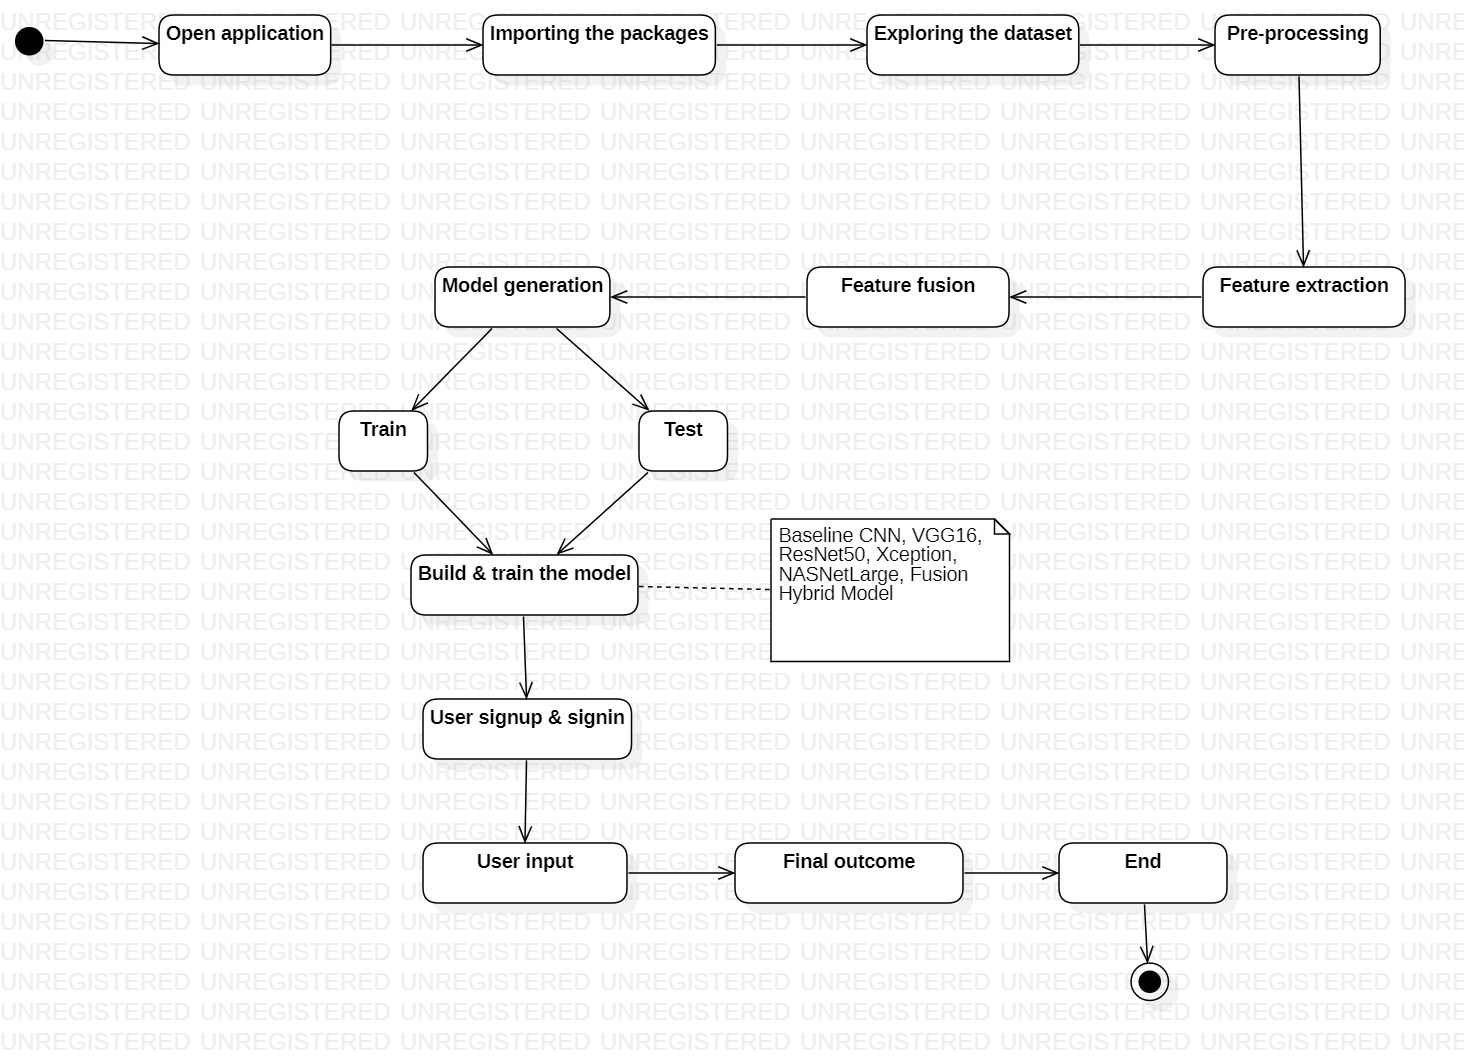 Open application
Importing the packages
Exploring the dataset
Pre-processing
Model generation
Feature fusion
Feature extraction
Train
Test
Baseline CNN, VGG16,
ResNet50, Xception,
NASNetLarge, Fusion
Hybrid Model
Build & train the model
User signup & signin
User input
Final outcome
End
UNREGISTERED